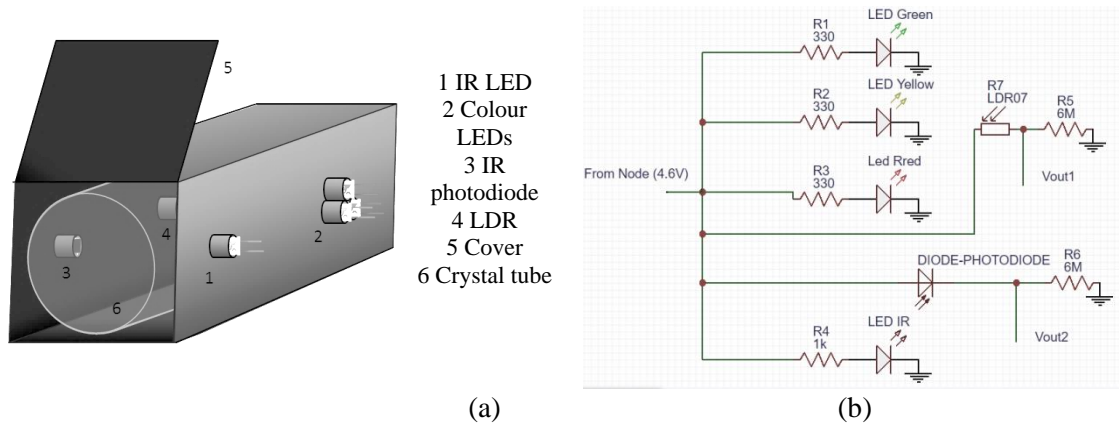 5
4
3
2
1
6
1 IR LED
2 Colour
LEDs
3 IR
photodiode
4 LDR
5 Cover
6 Crystal tube
(a)
LED Green
R1
330
LED Yellow
R2
330
R7
LDR07
R5
6M
Led Rred
R3
330
From Node (4.6V)
Vout1
DIODE-PHOTODIODE
R6
6M
LED IR
R4
1k
Vout2
(b)